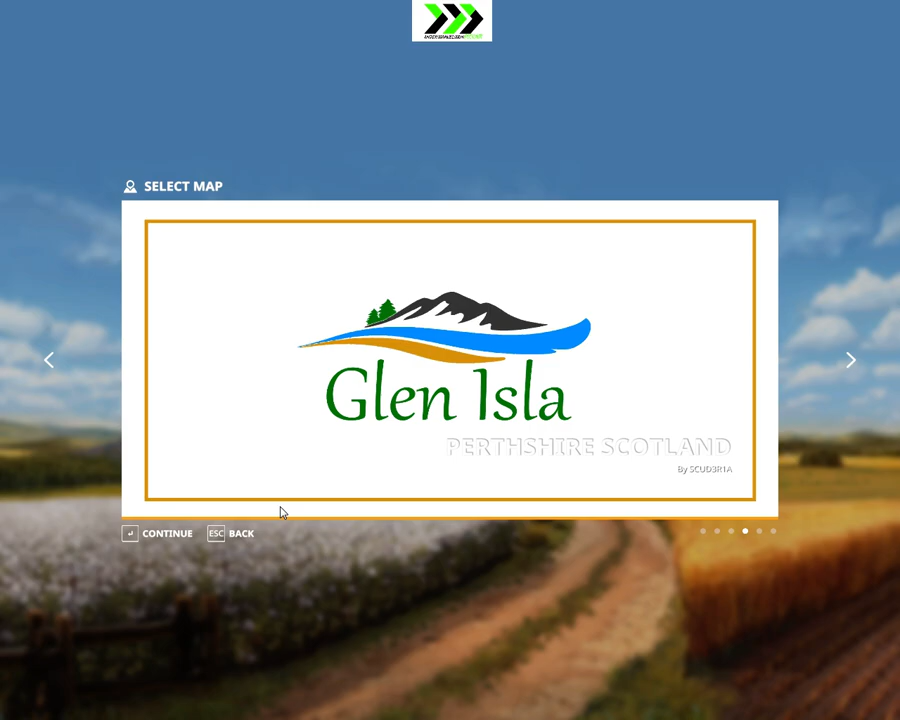 SELECT MAP
Glen Isla
PERTHSHIRE SCOTLAND
By SCUD3R1A
CONTINUE
ESC BACK